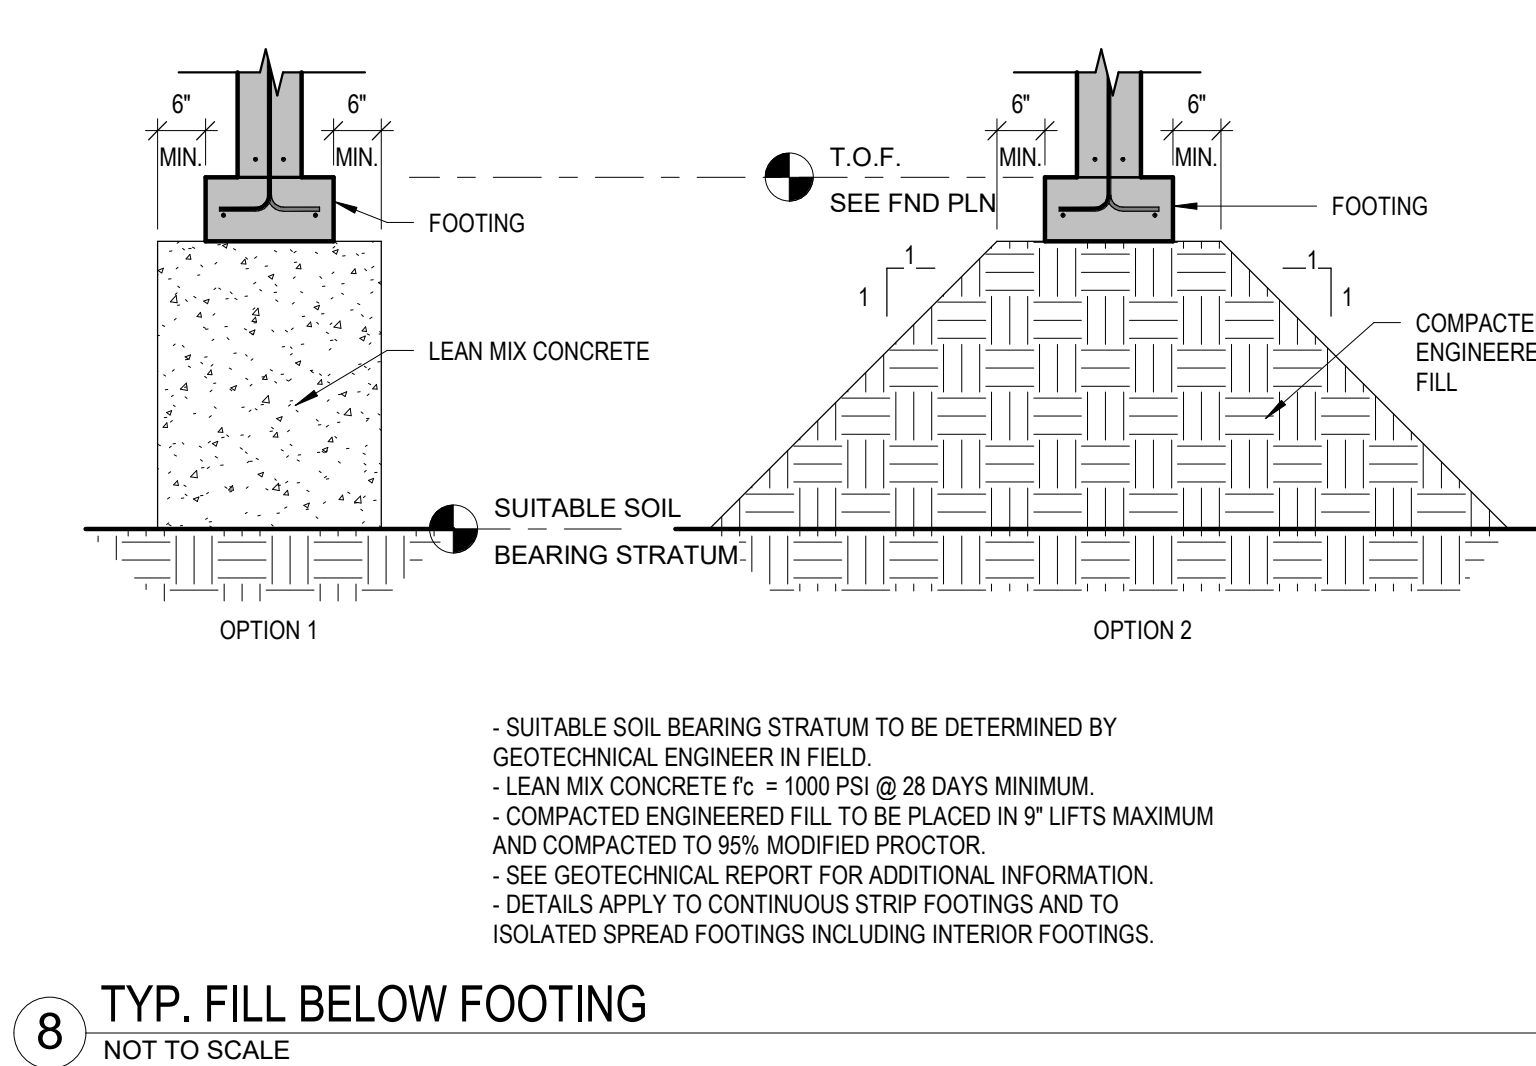 6"
MIN.
6"
MIN.
FOOTING
LEAN MIX CONCRETE
T.O.F.
SEE FND PLN
SUITABLE SOIL
BEARING STRATUM
OPTION 1
6"
MIN.
6"
MIN.
FOOTING
1
1
1
1
COMPACTE
ENGINEERE
FILL
OPTION 2
- SUITABLE SOIL BEARING STRATUM TO BE DETERMINED BY
GEOTECHNICAL ENGINEER IN FIELD.
- LEAN MIX CONCRETE f'c = 1000 PSI @ 28 DAYS MINIMUM.
- COMPACTED ENGINEERED FILL TO BE PLACED IN 9" LIFTS MAXIMUM
AND COMPACTED TO 95% MODIFIED PROCTOR.
- SEE GEOTECHNICAL REPORT FOR ADDITIONAL INFORMATION.
- DETAILS APPLY TO CONTINUOUS STRIP FOOTINGS AND TO
ISOLATED SPREAD FOOTINGS INCLUDING INTERIOR FOOTINGS.
8
TYP. FILL BELOW FOOTING
NOT TO SCALE